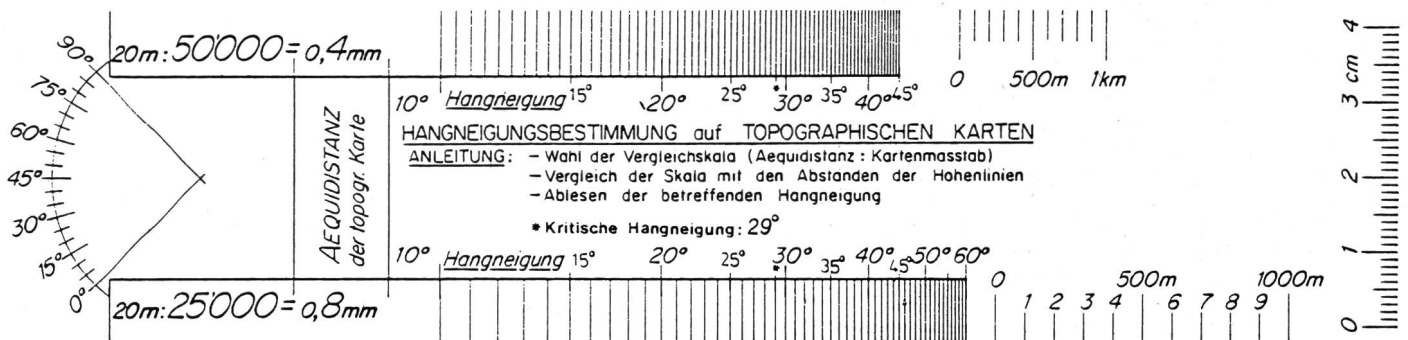 20m:50'000=0,4mm
90° 75° 60° 45° 30° 15° 0°
AEQUIDISTANZ
der topogr. Karte
10° Hangneigung 15° 20° 25° *30° 35° 40° 45°
0 500m 1km
HANGNEIGUNGSBESTIMMUNG auf TOPOGRAPHISCHEN KARTEN
ANLEITUNG: – Wahl der Vergleichskala (Aequidistanz : Kartenmasstab)
– Vergleich der Skala mit den Abstanden der Hohenlinien
– Ablesen der betreffenden Hangneigung
* Kritische Hangneigung: 29°
10° Hangneigung 15° 20° 25° *30° 35° 40° 45° 50° 60°
20m:25'000=0,8mm
0 500m 1000m
1 2 3 4 6 7 8 9
4 cm 3 2 1 0